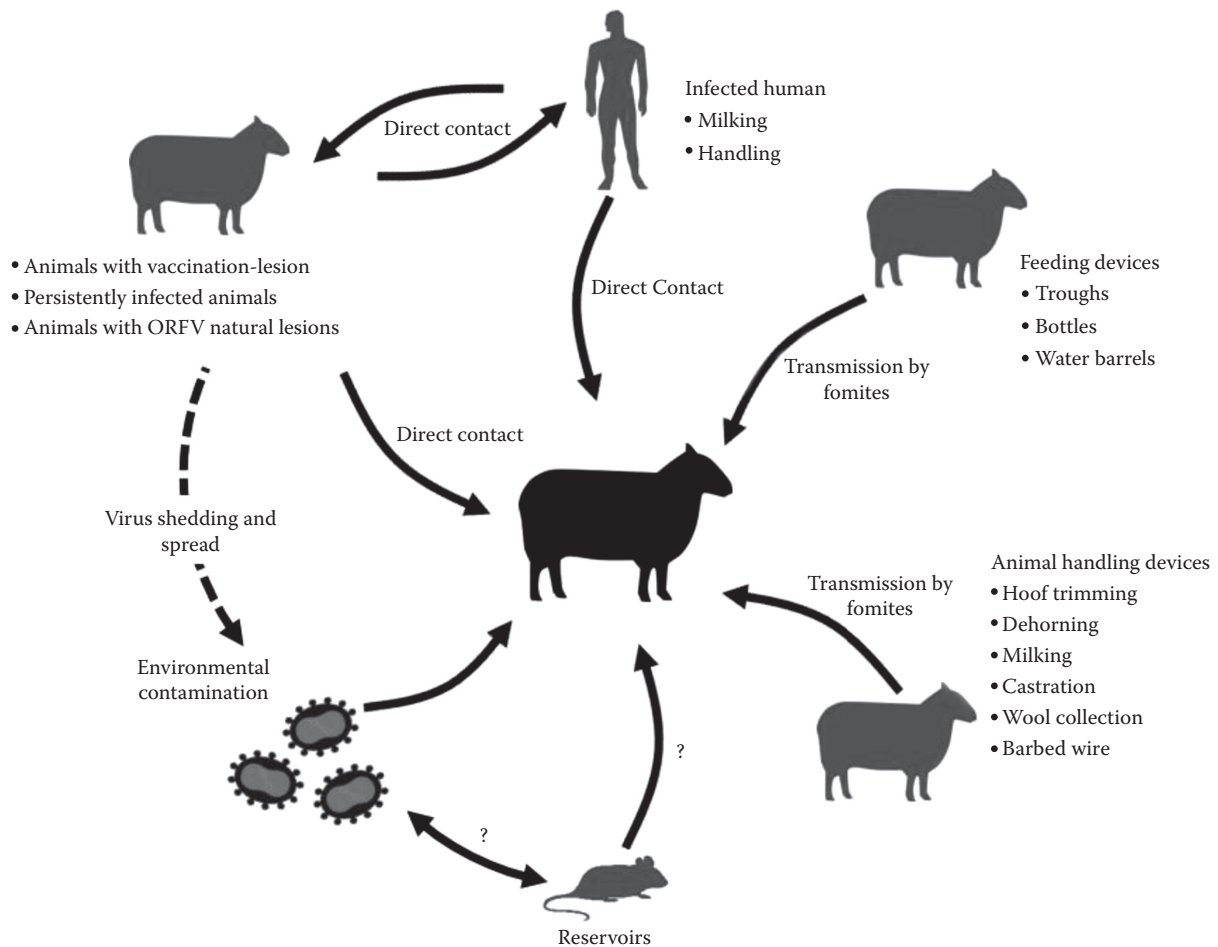 Direct contact
Infected human
• Milking
• Handling
• Animals with vaccination-lesion
• Persistently infected animals
• Animals with ORFV natural lesions
Direct Contact
Feeding devices
• Troughs
• Bottles
• Water barrels
Transmission by
fomites
Direct contact
Virus shedding and
spread
Transmission by
fomites
Animal handling devices
• Hoof trimming
• Dehorning
• Milking
• Castration
• Wool collection
• Barbed wire
Environmental
contamination
?
?
Reservoirs